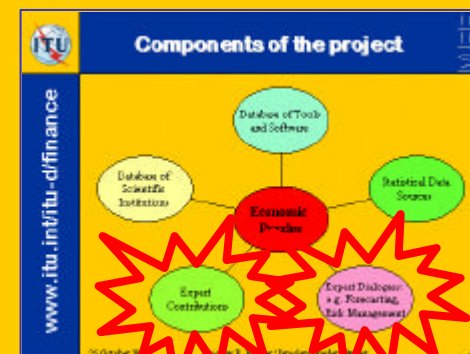 ITU
Components of the project
www.itu.int/itu-d/finance
Database of Tools
and Software
Database of
Scientific
Institutions
Statistical Data
Sources
Economic
Expert
Contributions
Expert Dialogues:
e.g. Forecasting,
Risk Management